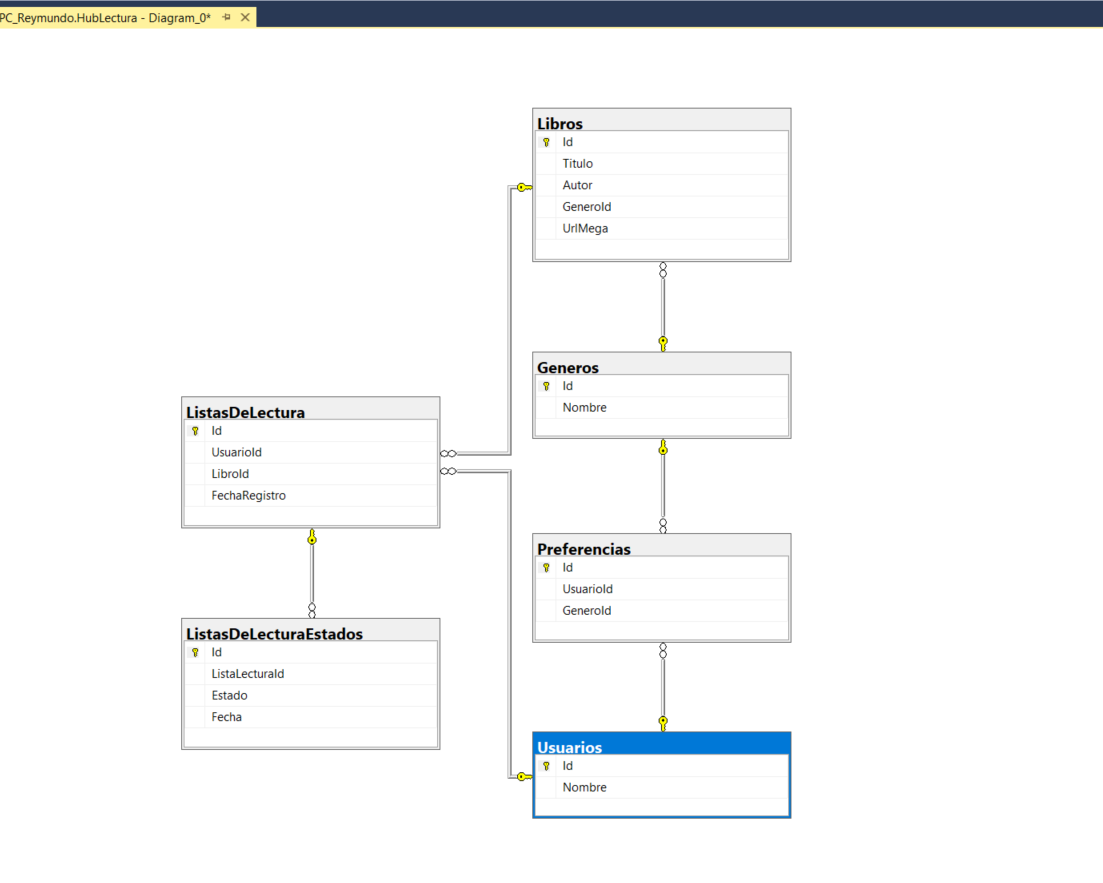 PC_Reymundo.HubLectura - Diagram_0*
Libros
Id
Titulo
Autor
GeneroId
UrlMega
Generos
Id
Nombre
ListasDeLectura
Id
UsuarioId
LibroId
FechaRegistro
Preferencias
Id
UsuarioId
GeneroId
ListasDeLecturaEstados
Id
ListaLecturaId
Estado
Fecha
Usuarios
Id
Nombre